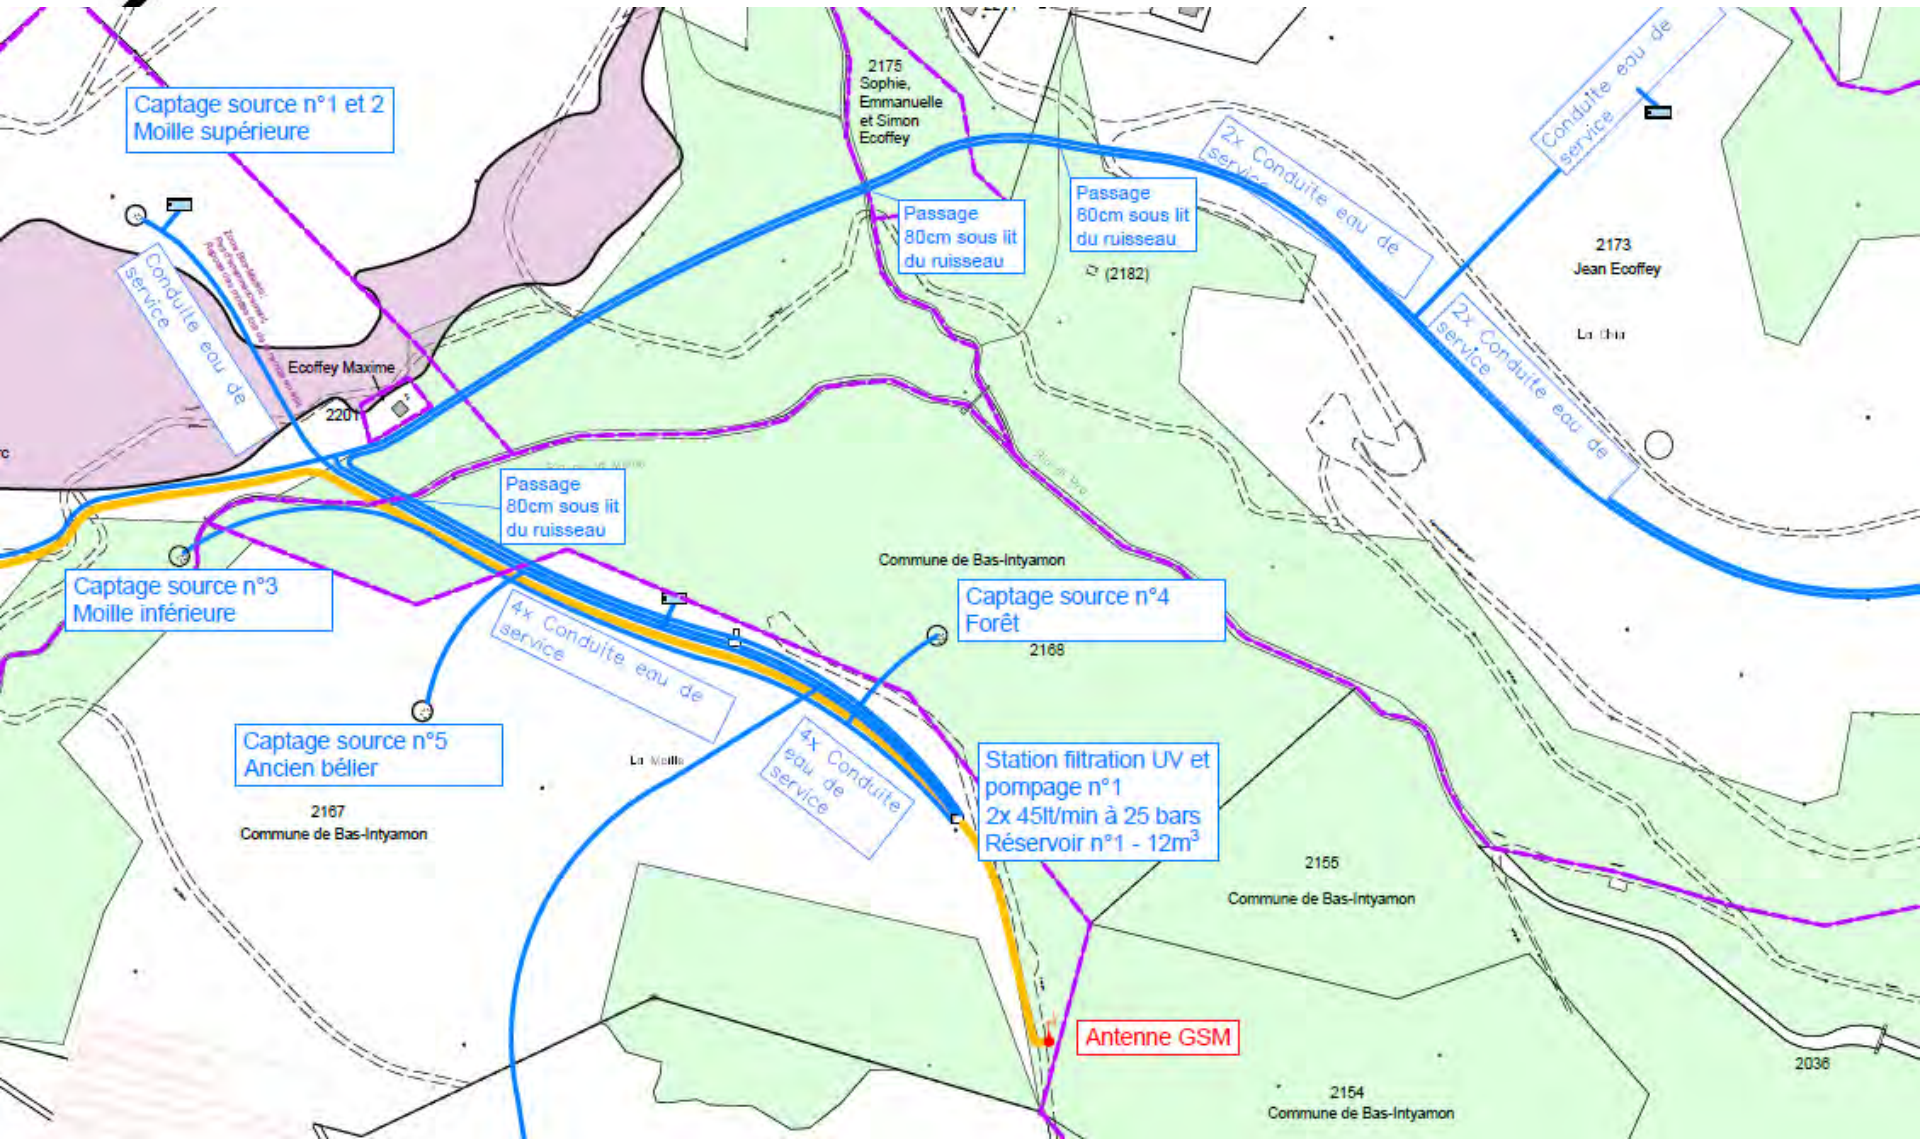 2175
Sophie,
Emmanuelle
et Simon
Ecoffey
Captage source n°1 et 2
Moille supérieure
Conduite eau de
service
2x Conduite eau de
service
Passage
80cm sous lit
du ruisseau
Passage
80cm sous lit
du ruisseau
(2182)
2173
Jean Ecoffey
Conduite eau de
service
2x Conduite eau de
service
Ecoffey Maxime
2201
Passage
80cm sous lit
du ruisseau
Commune de Bas-Intyamon
Captage source n°3
Moille inférieure
Captage source n°4
Forêt
2168
4x Conduite eau de
service
Captage source n°5
Ancien bélier
La Moille
4x Conduite
eau de
service
Station filtration UV et
pompage n°1
2x 45lt/min à 25 bars
Réservoir n°1 - 12m³
2167
Commune de Bas-Intyamon
2155
Commune de Bas-Intyamon
Antenne GSM
2036
2154
Commune de Bas-Intyamon